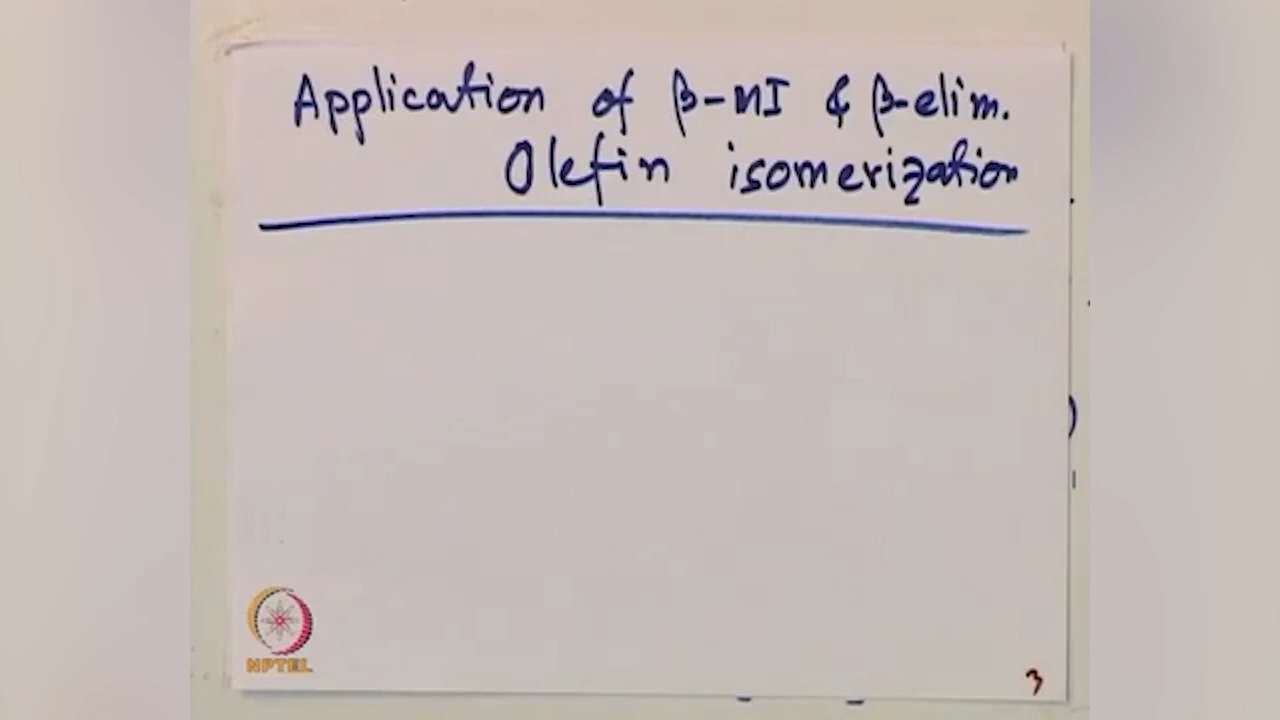 Application of β-MI & β-elim.
Olefin isomerization
NPTEL
3